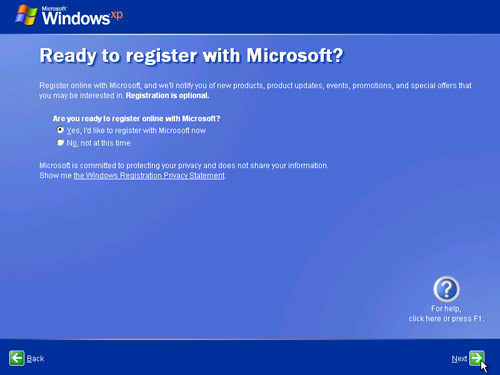 Microsoft
Windows xp
Ready to register with Microsoft?
Register online with Microsoft, and we'll notify you of new products, product updates, events, promotions, and special offers that
you may be interested in. Registration is optional.
Are you ready to register online with Microsoft?
Yes, I'd like to register with Microsoft now
No, not at this time
Microsoft is committed to protecting your privacy and does not share your information.
Show me the Windows Registration Privacy Statement.
?
For help,
click here or press F1.
Back
Next